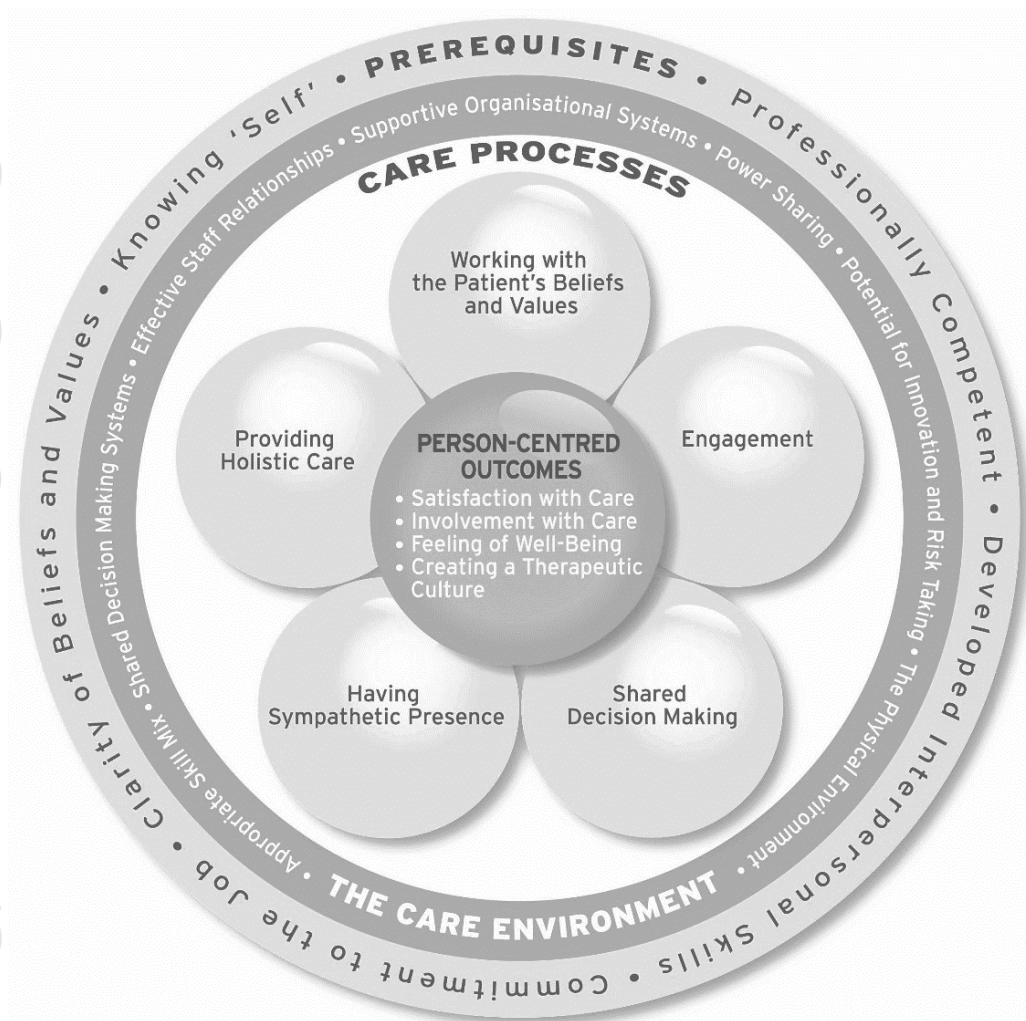 PREREQUISITES • Professionally Competent • Developed Interpersonal Skills • Commitment to the Job • Clarity of Beliefs and Values • Knowing 'Self' •
THE CARE ENVIRONMENT • Appropriate Skill Mix • Shared Decision Making Systems • Effective Staff Relationships • Supportive Organisational Systems • Power Sharing • Potential for Innovation and Risk Taking • The Physical Environment •
CARE PROCESSES
Working with
the Patient's Beliefs
and Values
Providing
Holistic Care
Engagement
PERSON-CENTRED
OUTCOMES
• Satisfaction with Care
• Involvement with Care
• Feeling of Well-Being
• Creating a Therapeutic
Culture
Having
Sympathetic Presence
Shared
Decision Making